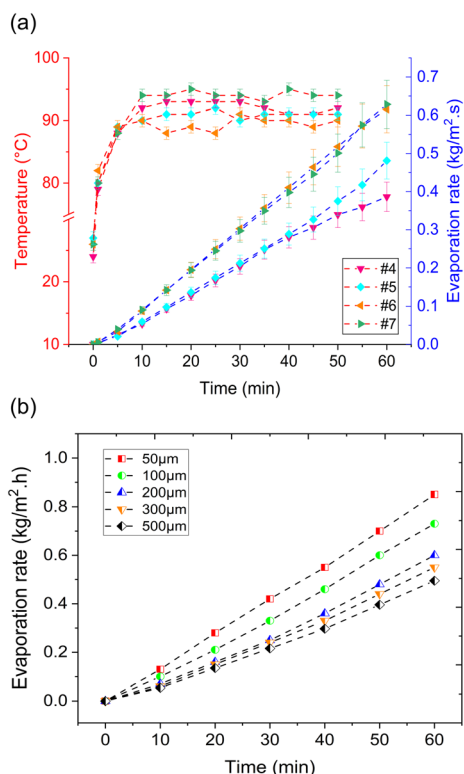 (a)
100
90
80
20
10
Temperature (°C)
0.7
0.6
0.5
0.4
0.3
0.2
0.1
0.0
Evaporation rate (kg/m².s)
#4
#5
#6
#7
0 10 20 30 40 50 60
Time (min)
(b)
1.0
0.8
0.6
0.4
0.2
0.0
Evaporation rate (kg/m².h)
50µm
100µm
200µm
300µm
500µm
0 10 20 30 40 50 60
Time (min)